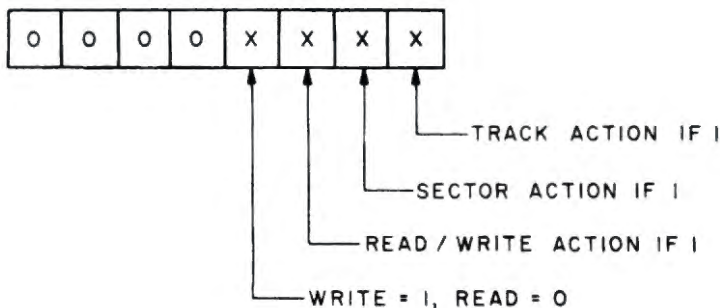 0 0 0 0 X X X X
TRACK ACTION IF 1
SECTOR ACTION IF 1
READ / WRITE ACTION IF 1
WRITE = 1, READ = 0